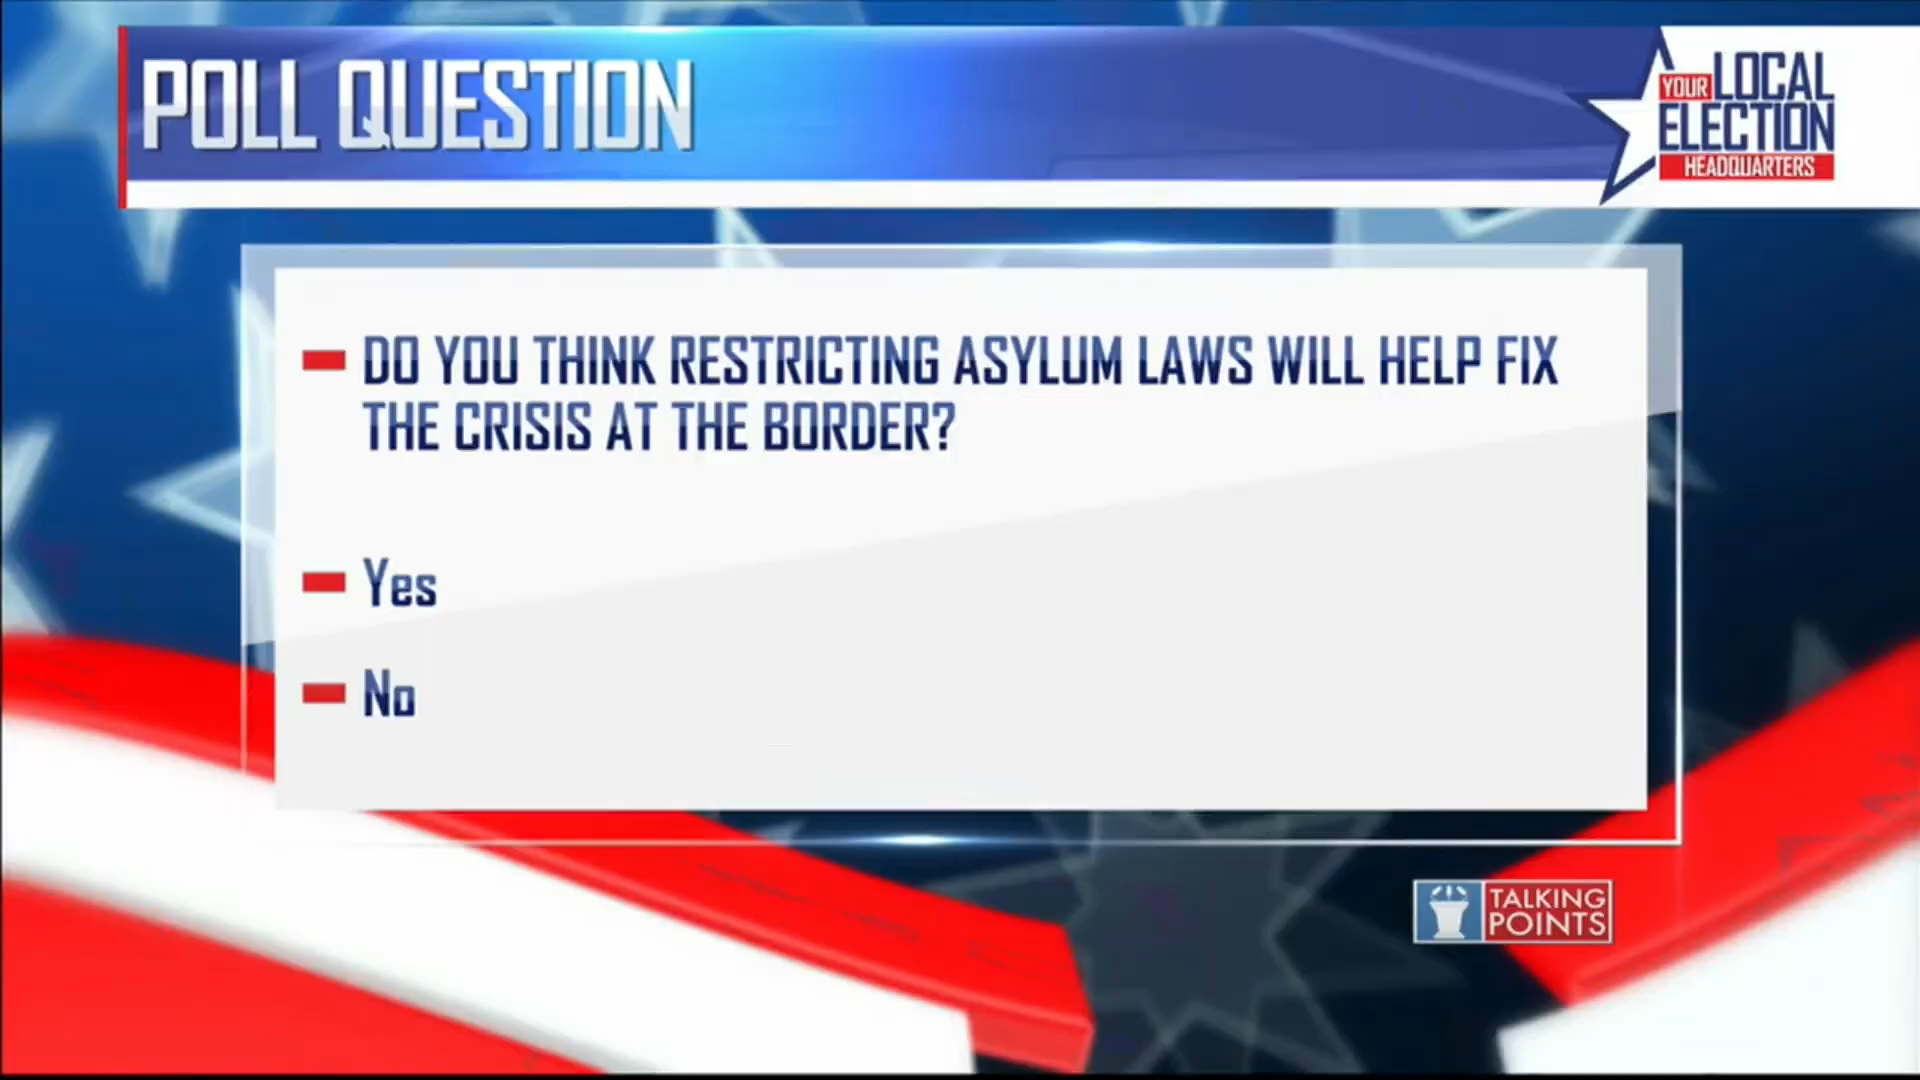 POLL QUESTION
YOUR LOCAL
ELECTION
HEADQUARTERS
DO YOU THINK RESTRICTING ASYLUM LAWS WILL HELP FIX
THE CRISIS AT THE BORDER?
Yes
No
TALKING
POINTS